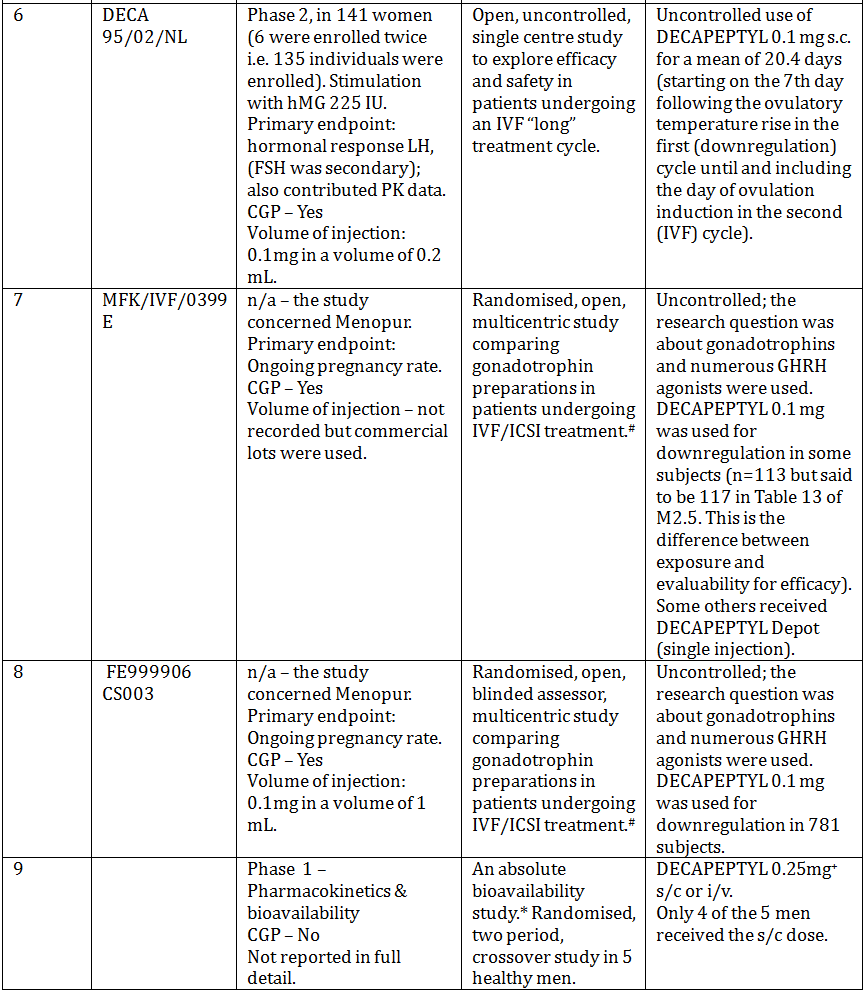 6
DECA
95/02/NL
Phase 2, in 141 women
(6 were enrolled twice
i.e. 135 individuals were
enrolled). Stimulation
with hMG 225 IU.
Primary endpoint:
hormonal response LH,
(FSH was secondary);
also contributed PK data.
CGP – Yes
Volume of injection:
0.1mg in a volume of 0.2
mL.
Open, uncontrolled,
single centre study
to explore efficacy
and safety in
patients undergoing
an IVF “long”
treatment cycle.
Uncontrolled use of
DECAPEPTYL 0.1 mg s.c.
for a mean of 20.4 days
(starting on the 7th day
following the ovulatory
temperature rise in the
first (downregulation)
cycle until and including
the day of ovulation
induction in the second
(IVF) cycle).
7
MFK/IVF/0399
E
n/a – the study
concerned Menopur.
Primary endpoint:
Ongoing pregnancy rate.
CGP – Yes
Volume of injection – not
recorded but commercial
lots were used.
Randomised, open,
multicentric study
comparing
gonadotrophin
preparations in
patients undergoing
IVF/ICSI treatment.#
Uncontrolled; the
research question was
about gonadotrophins
and numerous GHRH
agonists were used.
DECAPEPTYL 0.1 mg
was used for
downregulation in some
subjects (n=113 but said
to be 117 in Table 13 of
M2.5. This is the
difference between
exposure and
evaluability for efficacy).
Some others received
DECAPEPTYL Depot
(single injection).
8
FE999906
CS003
n/a – the study
concerned Menopur.
Primary endpoint:
Ongoing pregnancy rate.
CGP – Yes
Volume of injection:
0.1mg in a volume of 1
mL.
Randomised, open,
blinded assessor,
multicentric study
comparing
gonadotrophin
preparations in
patients undergoing
IVF/ICSI treatment.#
Uncontrolled; the
research question was
about gonadotrophins
and numerous GHRH
agonists were used.
DECAPEPTYL 0.1 mg
was used for
downregulation in 781
subjects.
9
Phase 1 –
Pharmacokinetics &
bioavailability
CGP – No
Not reported in full
detail.
An absolute
bioavailability
study.* Randomised,
two period,
crossover study in 5
healthy men.
DECAPEPTYL 0.25mg+
s/c or i/v.
Only 4 of the 5 men
received the s/c dose.